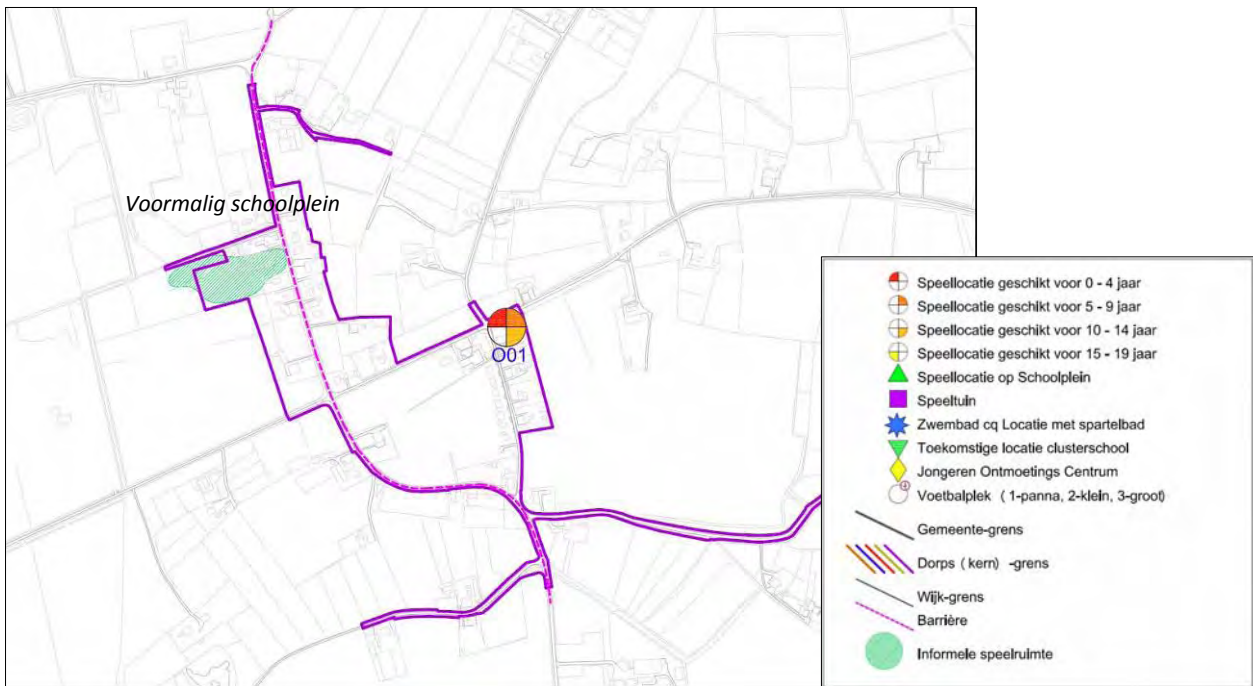 Voormalig schoolplein
O01
Speellocatie geschikt voor 0 - 4 jaar
Speellocatie geschikt voor 5 - 9 jaar
Speellocatie geschikt voor 10 - 14 jaar
Speellocatie geschikt voor 15 - 19 jaar
Speellocatie op Schoolplein
Speeltuin
Zwembad cq Locatie met spartelbad
Toekomstige locatie clusterschool
Jongeren Ontmoetings Centrum
Voetbalplek ( 1-panna, 2-klein, 3-groot)
Gemeente-grens
Dorps ( kern ) -grens
Wijk-grens
Barrière
Informele speelruimte